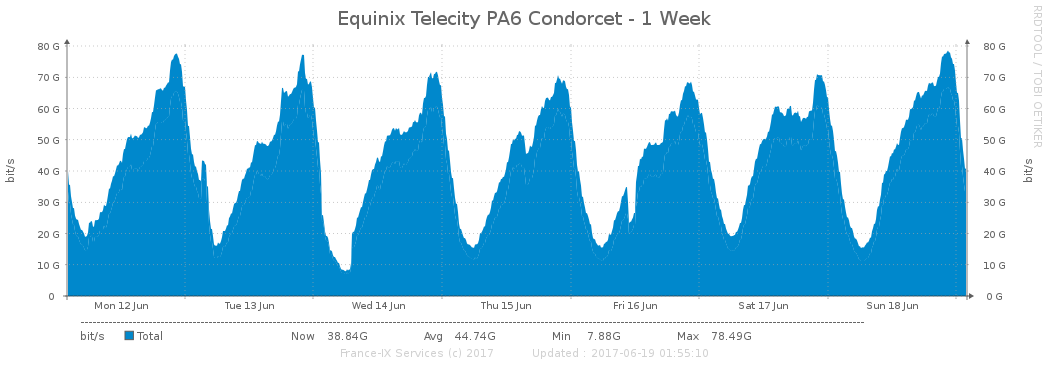 Equinix Telecity PA6 Condorcet - 1 Week
RRDTOOL / TOBI OETIKER
bit/s
80 G
70 G
60 G
50 G
40 G
30 G
20 G
10 G
0
80 G
70 G
60 G
50 G
40 G
30 G
20 G
10 G
0 G
bit/s
Mon 12 Jun Tue 13 Jun Wed 14 Jun Thu 15 Jun Fri 16 Jun Sat 17 Jun Sun 18 Jun
bit/s Total Now 38.84G Avg 44.74G Min 7.88G Max 78.49G
France-IX Services (c) 2017 Updated : 2017-06-19 01:55:10